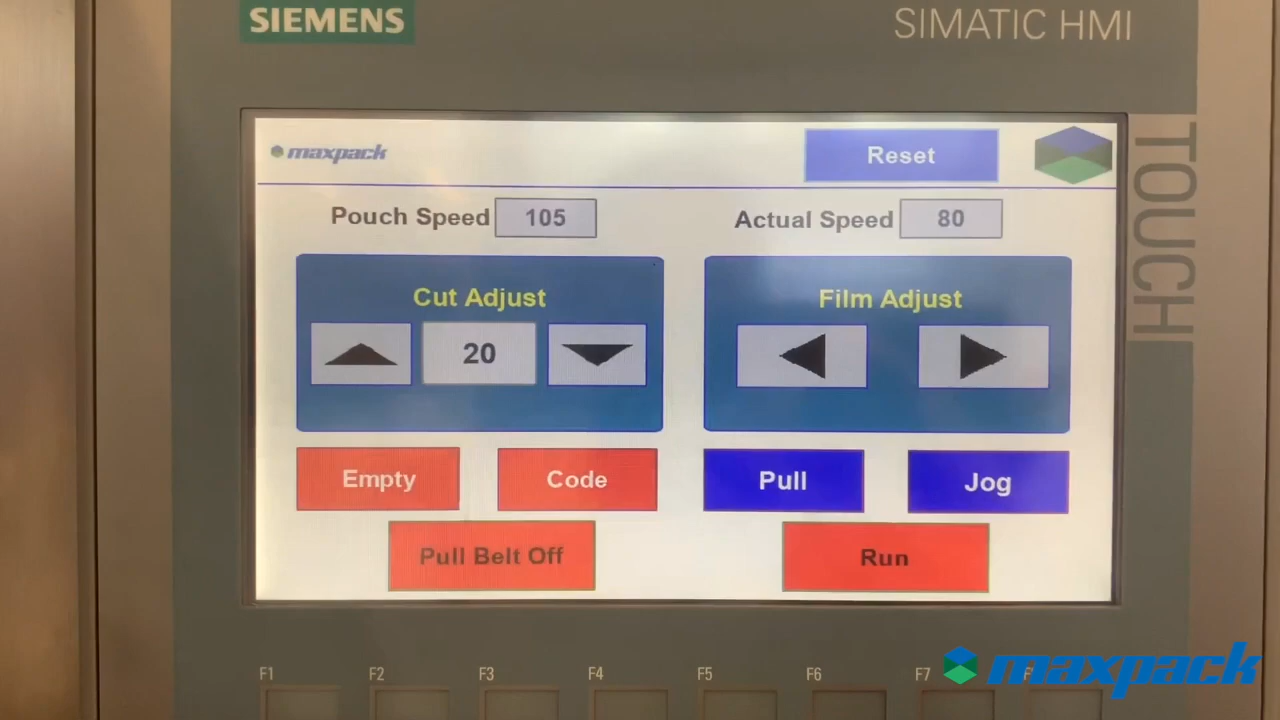 SIEMENS
SIMATIC HMI
TOUCH
maxpack
Reset
Pouch Speed 105
Actual Speed 80
Cut Adjust
20
Film Adjust
Empty
Code
Pull
Jog
Pull Belt Off
Run
F1 F2 F3 F4 F5 F6 F7
maxpack